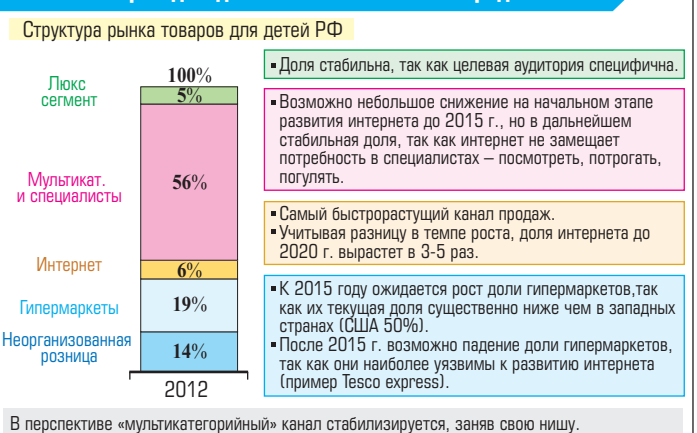 Структура рынка товаров для детей РФ
100%
Люкс
сегмент
5%
▪ Доля стабильна, так как целевая аудитория специфична.
Мультикат.
и специалисты
56%
▪ Возможно небольшое снижение на начальном этапе
развития интернета до 2015 г., но в дальнейшем
стабильная доля, так как интернет не замещает
потребность в специалистах – посмотреть, потрогать,
погулять.
Интернет
6%
▪ Самый быстрорастущий канал продаж.
▪ Учитывая разницу в темпе роста, доля интернета до
2020 г. вырастет в 3-5 раз.
Гипермаркеты
19%
Неорганизованная
розница
14%
▪ К 2015 году ожидается рост доли гипермаркетов,так
как их текущая доля существенно ниже чем в западных
странах (США 50%).
▪ После 2015 г. возможно падение доли гипермаркетов,
так как они наиболее уязвимы к развитию интернета
(пример Tesco express).
2012
В перспективе «мультикатегорийный» канал стабилизируется, заняв свою нишу.